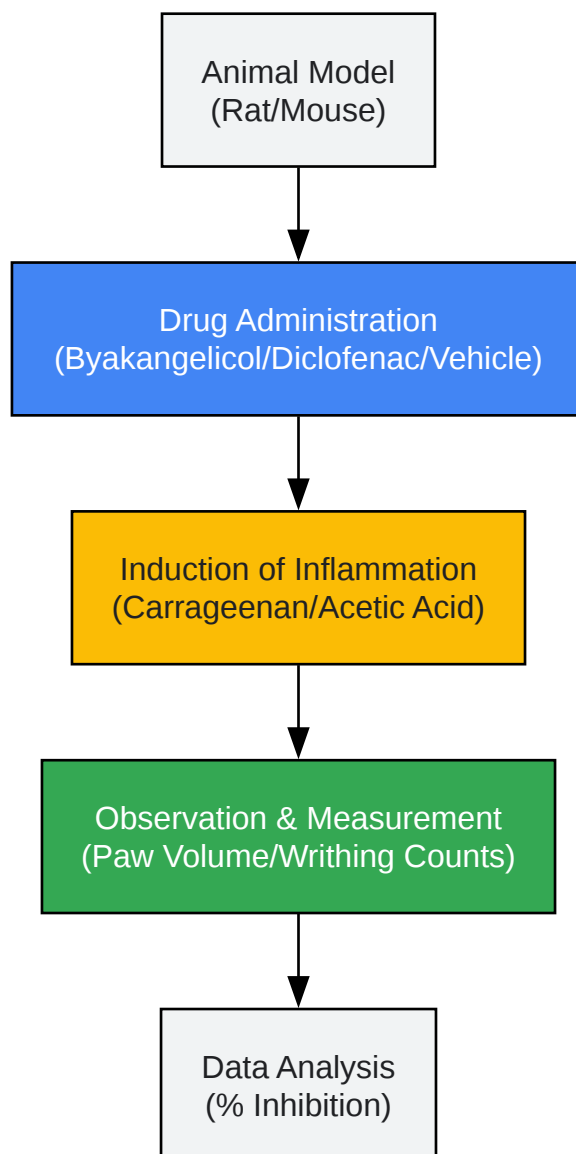 Animal Model
(Rat/Mouse)
Drug Administration
(Byakangelicol/Diclofenac/Vehicle)
Induction of Inflammation
(Carrageenan/Acetic Acid)
Observation & Measurement
(Paw Volume/Writhing Counts)
Data Analysis
(% Inhibition)